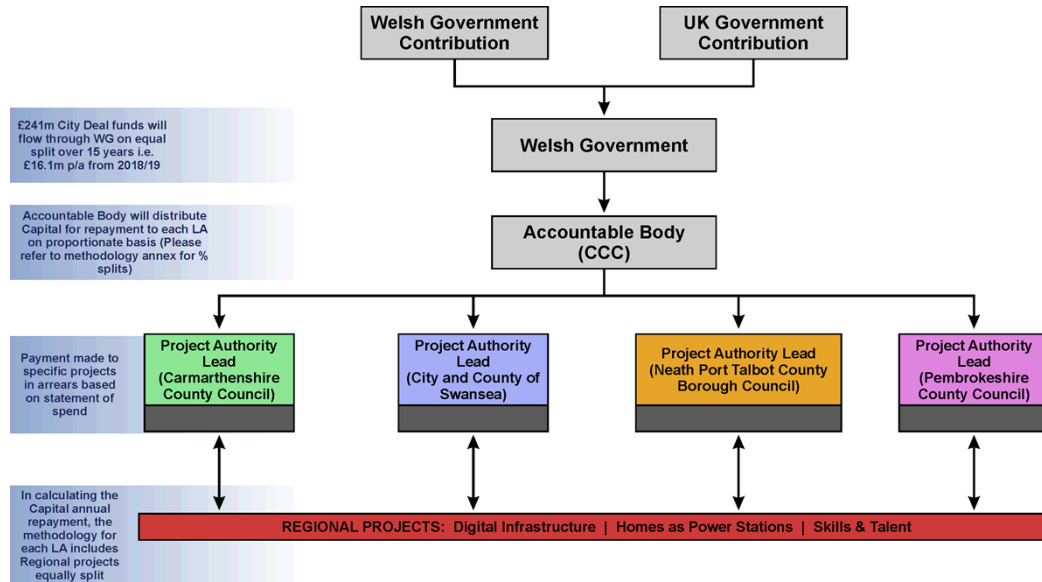 Welsh Government
Contribution
UK Government
Contribution
£241m City Deal funds will
flow through WG on equal
split over 15 years i.e.
£16.1m p/a from 2018/19
Welsh Government
Accountable Body will distribute
Capital for repayment to each LA
on proportionate basis (Please
refer to methodology annex for %
splits)
Accountable Body
(CCC)
Payment made to
specific projects
in arrears based
on statement of
spend
Project Authority
Lead
(Carmarthenshire
County Council)
Project Authority
Lead
(City and County of
Swansea)
Project Authority Lead
(Neath Port Talbot County
Borough Council)
Project Authority
Lead
(Pembrokeshire
County Council)
In calculating the
Capital annual
repayment, the
methodology for
each LA includes
Regional projects
equally split
REGIONAL PROJECTS: Digital Infrastructure | Homes as Power Stations | Skills & Talent